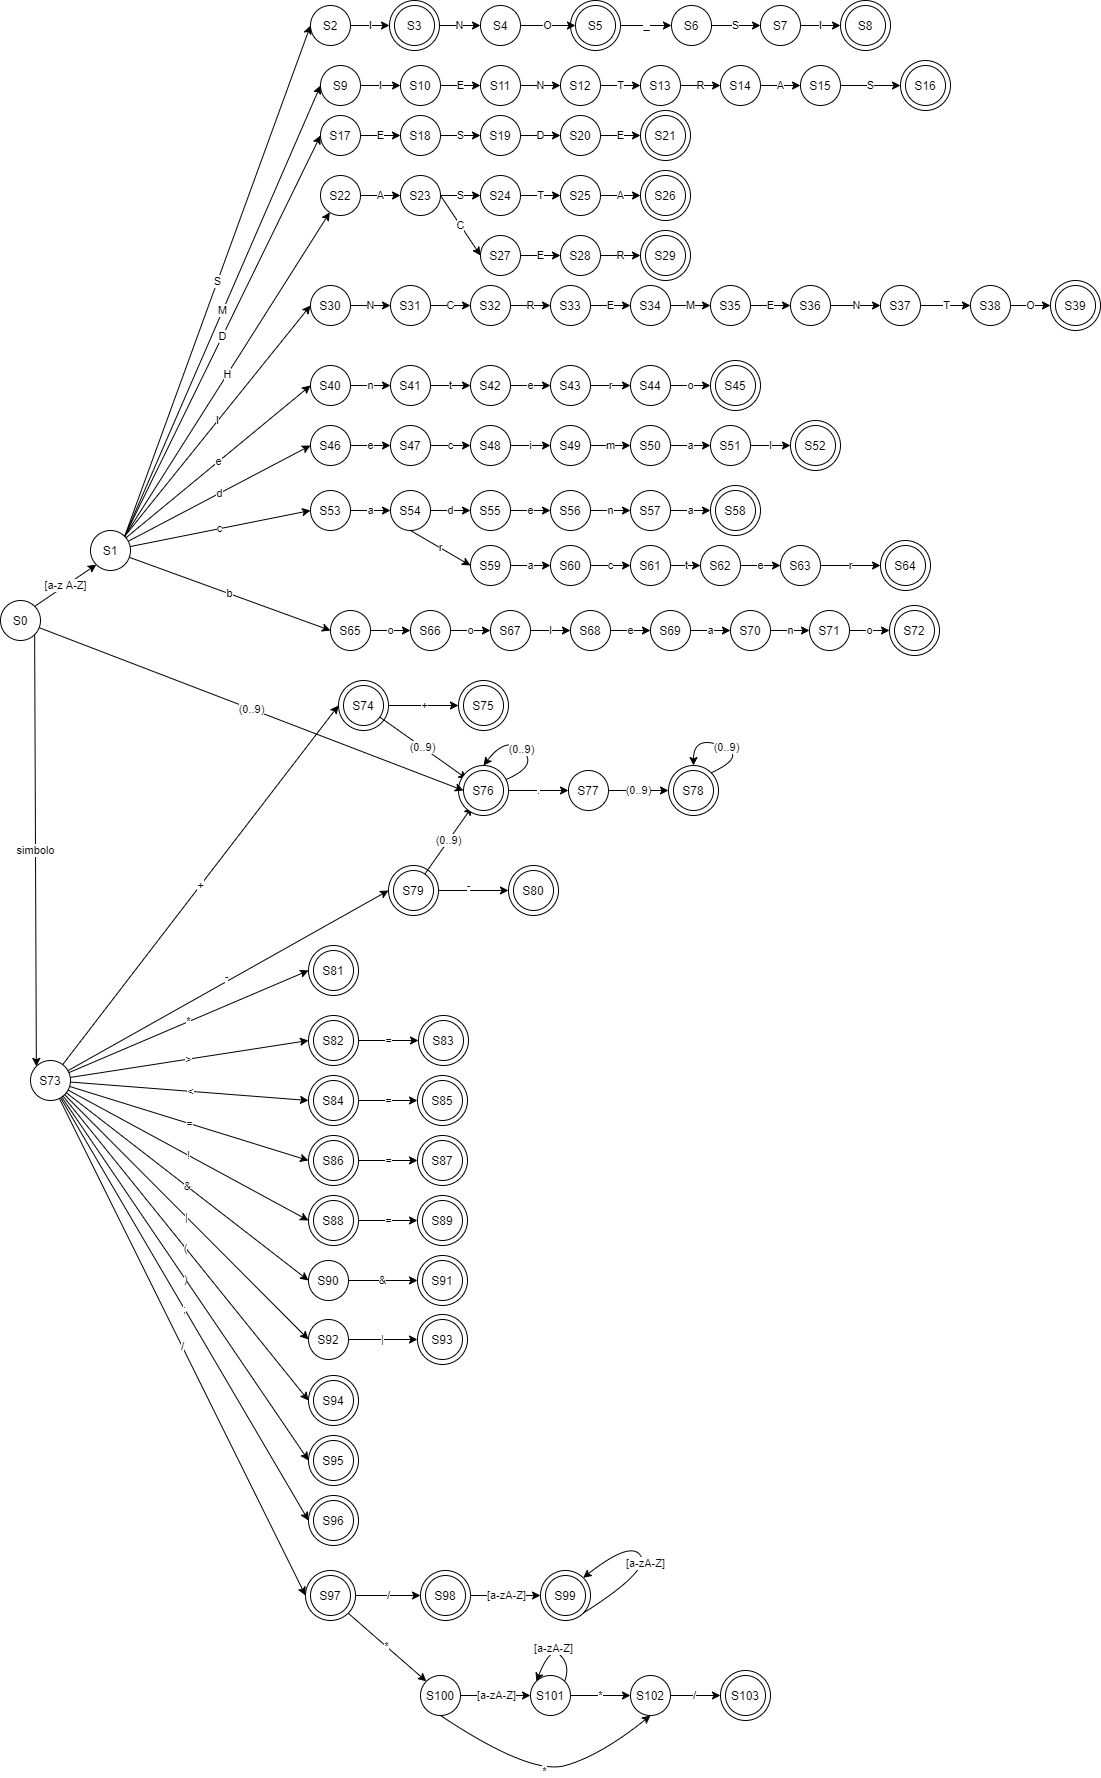 S2 I S3 N S4 O S5 _ S6 S S7 I S8
S9 I S10 E S11 N S12 T S13 R S14 A S15 S S16
S17 E S18 S S19 D S20 E S21
S22 A S23 S S24 T S25 A S26
C
S27 E S28 R S29
S
M
S30 N S31 C S32 R S33 E S34 M S35 E S36 N S37 T S38 O S39
D
H
S40 n S41 t S42 e S43 r S44 o S45
I
S46 e S47 c S48 i S49 m S50 a S51 l S52
e
d
S53 a S54 d S55 e S56 n S57 a S58
c
r
S1
S59 a S60 c S61 t S62 e S63 r S64
[a-z A-Z]
b
S0
S65 o S66 o S67 l S68 e S69 a S70 n S71 o S72
(0..9)
S74 + S75
(0..9) (0..9) (0..9)
S76 . S77 (0..9) S78
(0..9)
simbolo
+
S79 - S80
-
S81
*
S82 = S83
>
S73
<
S84 = S85
=
S86 = S87
!
&
S88 = S89
|
(
S90 & S91
)
;
S92 | S93
/
S94
S95
S96
[a-zA-Z]
S97 / S98 [a-zA-Z] S99
*
[a-zA-Z]
S100 [a-zA-Z] S101 * S102 / S103
*